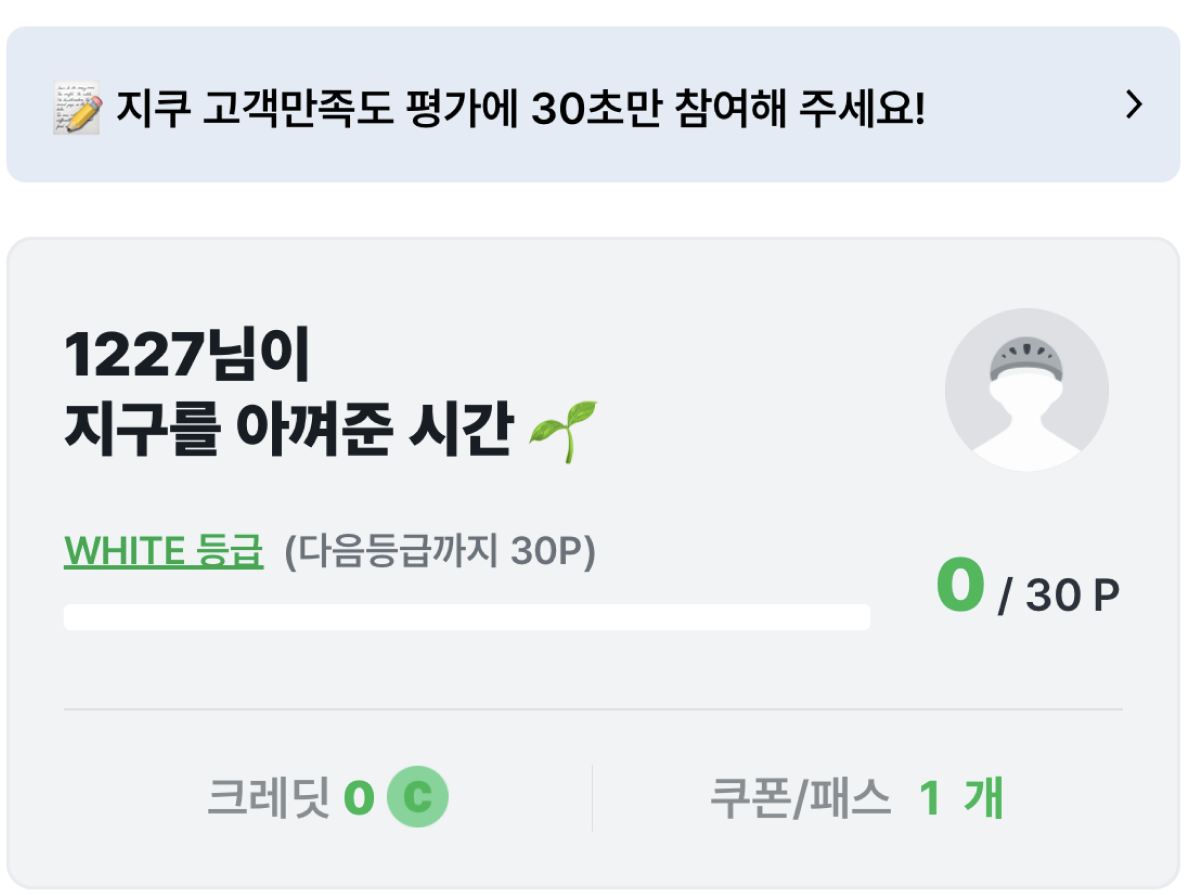 지쿠 고객만족도 평가에 30초만 참여해 주세요!
1227님이
지구를 아껴준 시간
WHITE 등급 (다음등급까지 30P)
0 / 30 P
크레딧 0 C
쿠폰/패스 1 개